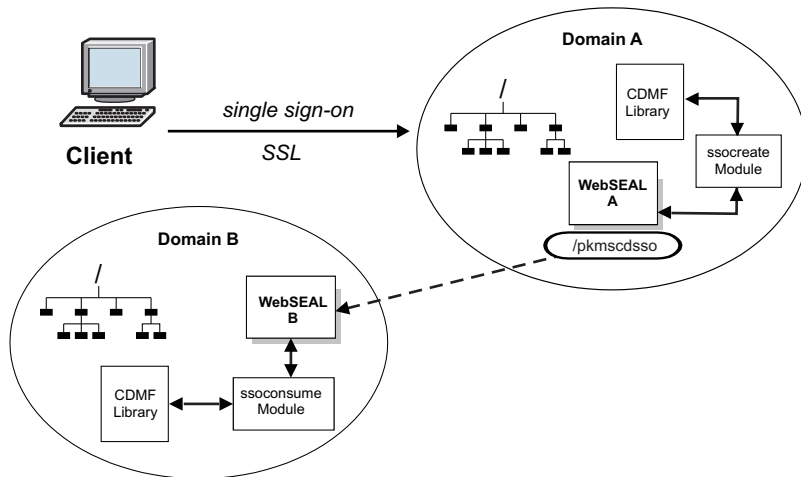 Domain A
/
CDMF
Library
single sign-on
SSL
Client
ssocreate
Module
WebSEAL
A
/pkmscdsso
Domain B
/
WebSEAL
B
CDMF
Library
ssoconsume
Module